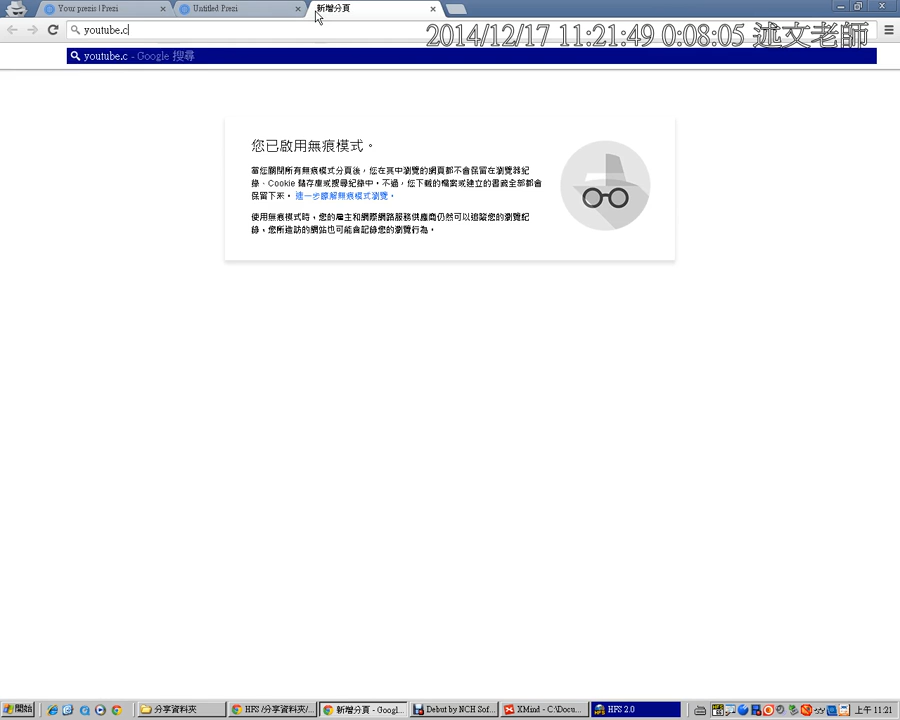 Your prezis | Prezi
Untitled Prezi
新增分頁
youtube.c
2014/12/17 11:21:49 0:08:05 述文老師
youtube.c - Google 搜尋
您已啟用無痕模式。
當您關閉所有無痕模式分頁後，您在其中瀏覽的網頁都不會保留在瀏覽器紀
錄、Cookie 儲存庫或搜尋紀錄中。不過，您下載的檔案或建立的書籤全部都會
保留下來。 進一步瞭解無痕模式瀏覽。
使用無痕模式時，您的雇主和網際網路服務供應商仍然可以追蹤您的瀏覽紀
錄，您所造訪的網站也可能會記錄您的瀏覽行為。
開始
分享資料夾
HFS /分享資料夾/...
新增分頁 - Googl...
Debut by NCH Sof...
XMind - C:\Docu...
HFS 2.0
上午 11:21